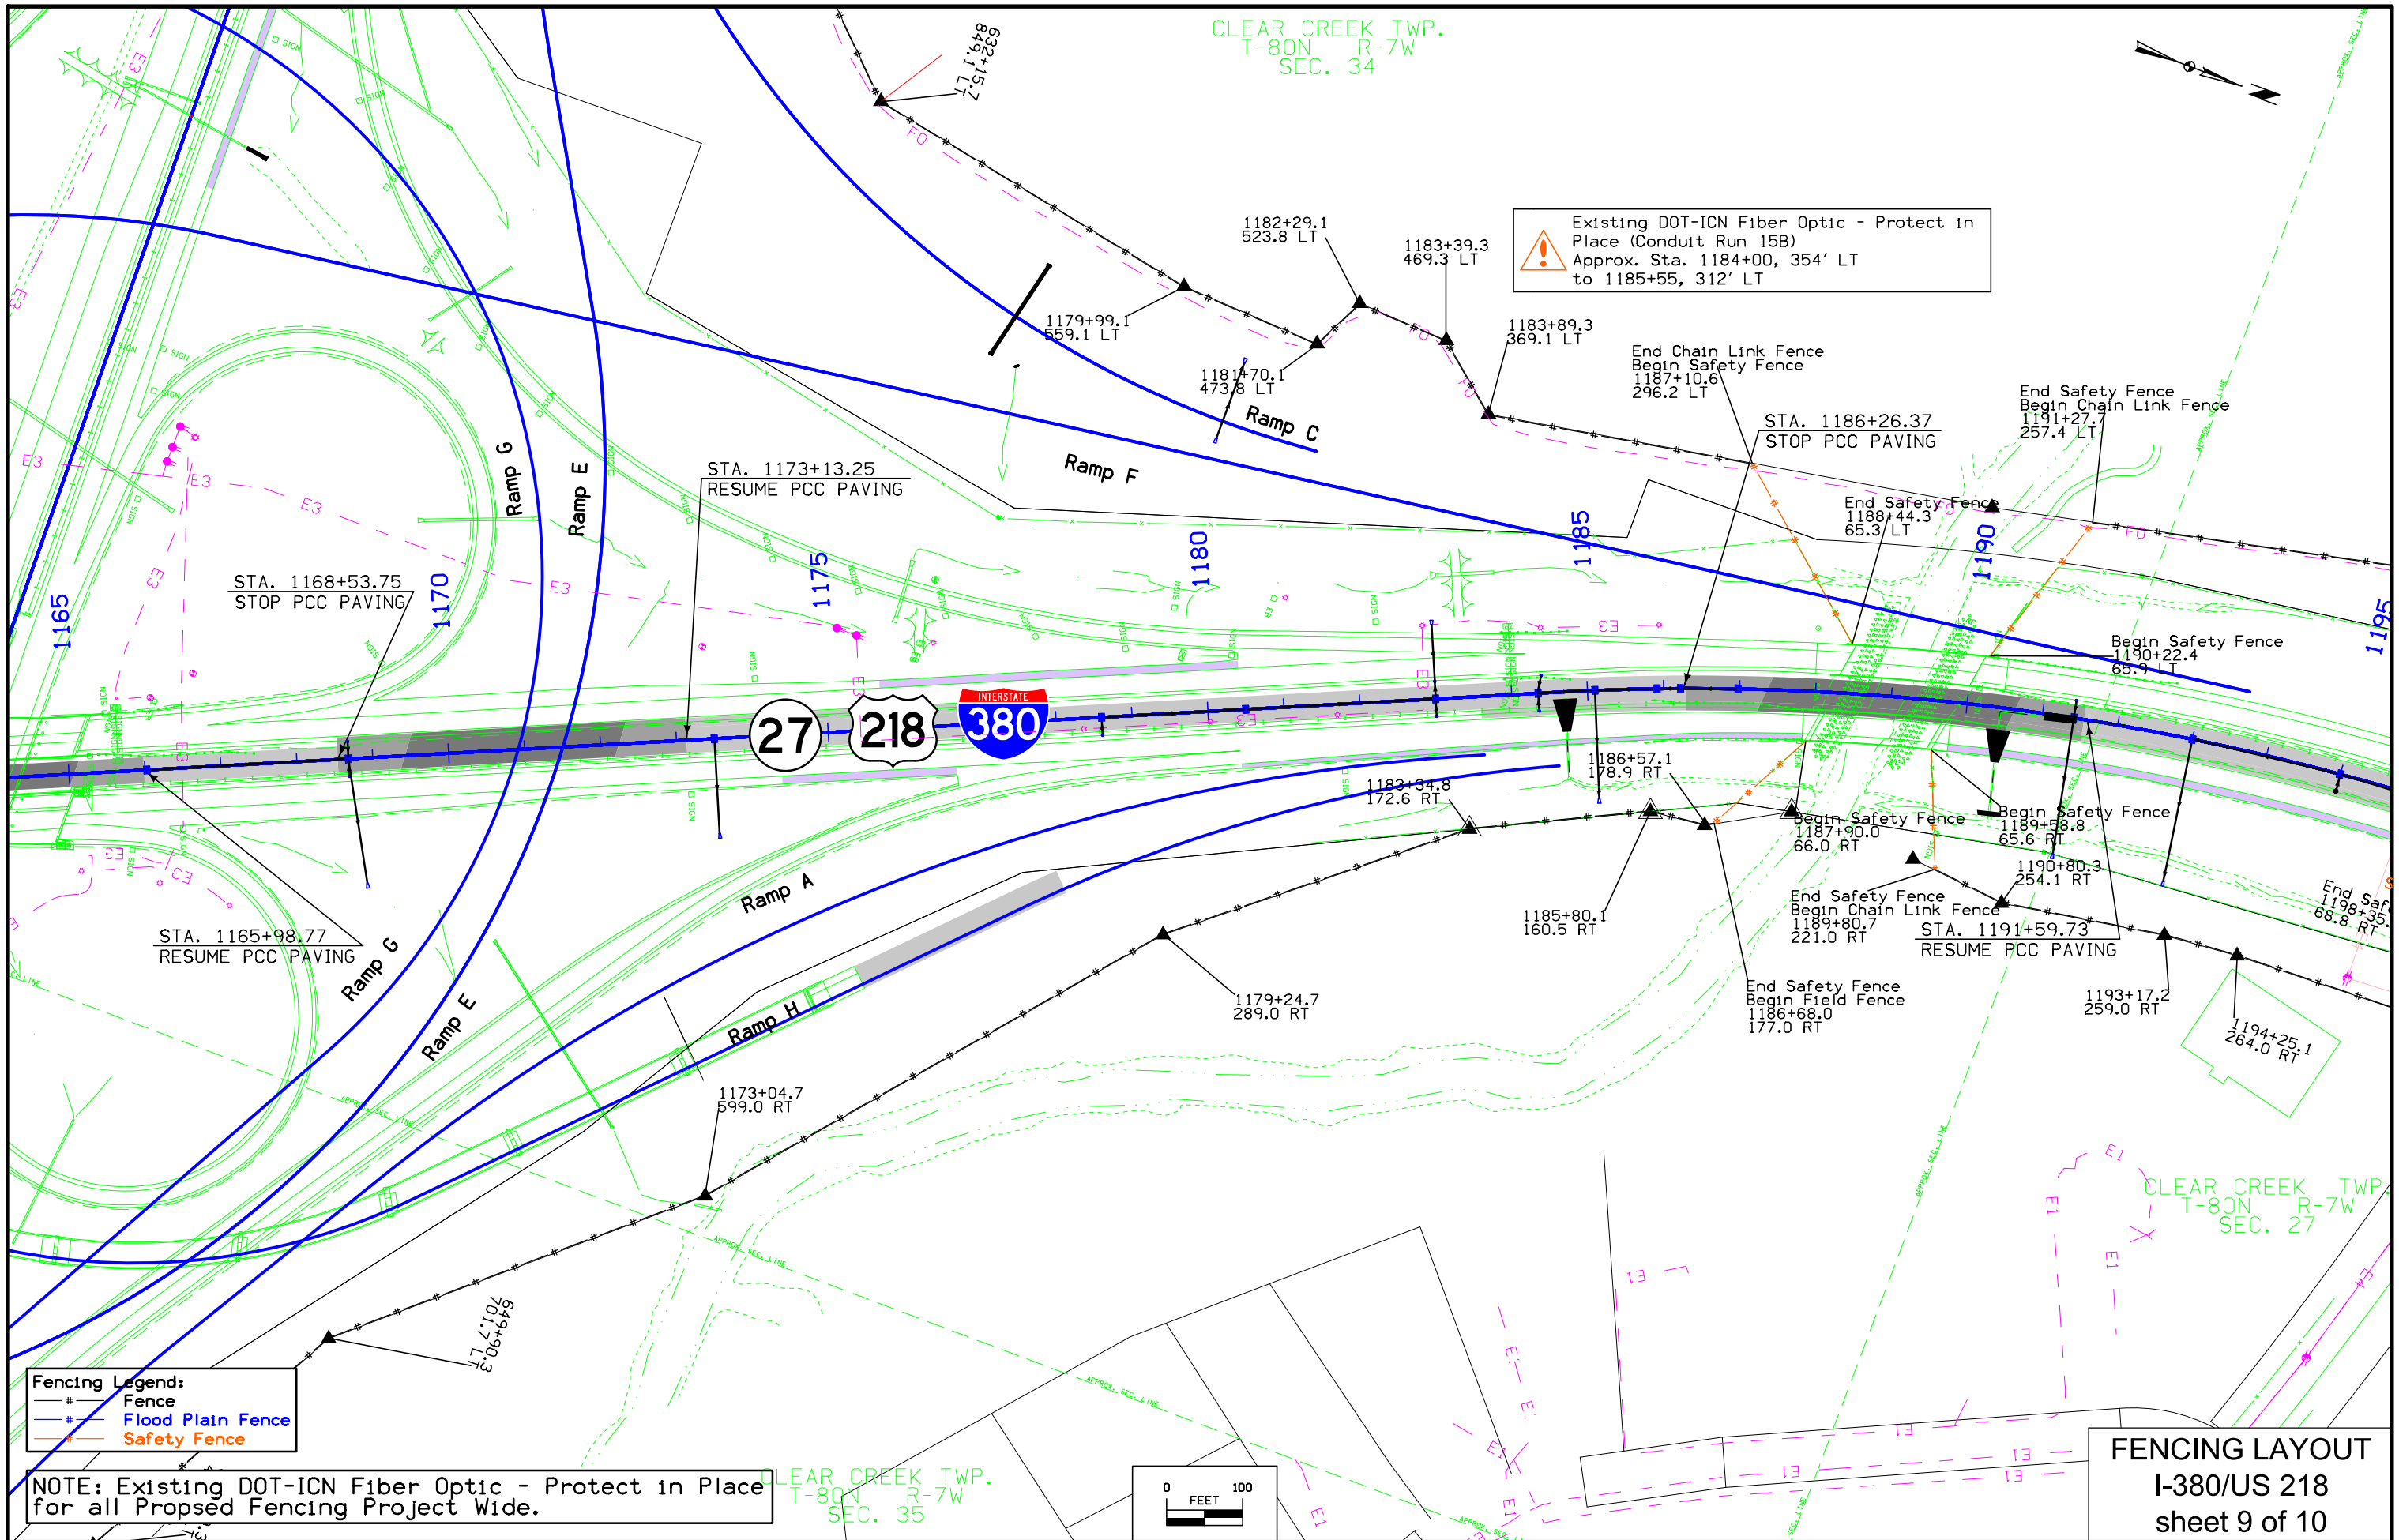 CLEAR CREEK TWP.
T-80N R-7W
SEC. 34
632+15.7
849.1 LT
1182+29.1
523.8 LT
1183+39.3
469.3 LT
Existing DOT-ICN Fiber Optic - Protect in
Place (Conduit Run 15B)
Approx. Sta. 1184+00, 354' LT
to 1185+55, 312' LT
1179+99.1
559.1 LT
1181+70.1
473.8 LT
1183+89.3
369.1 LT
End Chain Link Fence
Begin Safety Fence
1187+10.6
296.2 LT
STA. 1186+26.37
STOP PCC PAVING
End Safety Fence
Begin Chain Link Fence
1191+27.7
257.4 LT
Ramp C
Ramp F
Ramp G
Ramp E
STA. 1173+13.25
RESUME PCC PAVING
End Safety Fence
1188+44.3
65.3 LT
STA. 1168+53.75
STOP PCC PAVING
1165
1170
1175
1180
1185
1190
1195
Begin Safety Fence
1190+22.4
65.9 LT
27
218
INTERSTATE
380
1186+57.1
178.9 RT
1183+34.8
172.6 RT
Begin Safety Fence
1187+90.0
66.0 RT
Begin Safety Fence
1189+58.8
65.6 RT
1190+80.3
254.1 RT
End Safety Fence
Begin Chain Link Fence
1189+80.7
221.0 RT
STA. 1191+59.73
RESUME PCC PAVING
1185+80.1
160.5 RT
End Saf
1198+35.
68.8 RT
STA. 1165+98.77
RESUME PCC PAVING
Ramp G
Ramp E
Ramp A
Ramp H
1179+24.7
289.0 RT
End Safety Fence
Begin Field Fence
1186+68.0
177.0 RT
1193+17.2
259.0 RT
1194+25.1
264.0 RT
1173+04.7
599.0 RT
CLEAR CREEK TWP.
T-80N R-7W
SEC. 27
649+90.3
701.7 LT
Fencing Legend:
Fence
Flood Plain Fence
Safety Fence
NOTE: Existing DOT-ICN Fiber Optic - Protect in Place
for all Propsed Fencing Project Wide.
CLEAR CREEK TWP.
T-80N R-7W
SEC. 35
0 100
FEET
FENCING LAYOUT
I-380/US 218
sheet 9 of 10